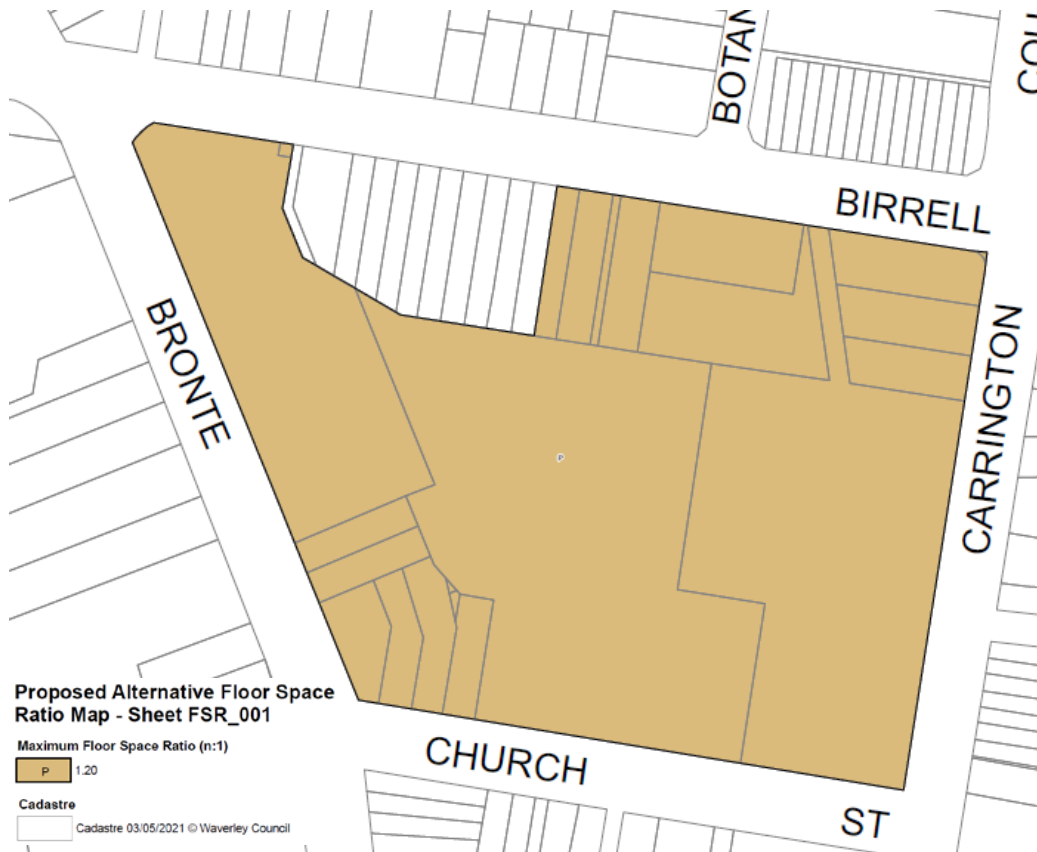 BOTAN
COU
BIRRELL
BRONTE
CARRINGTON
P
CHURCH
ST
Proposed Alternative Floor Space
Ratio Map - Sheet FSR_001
Maximum Floor Space Ratio (n:1)
P 1.20
Cadastre
Cadastre 03/05/2021 © Waverley Council